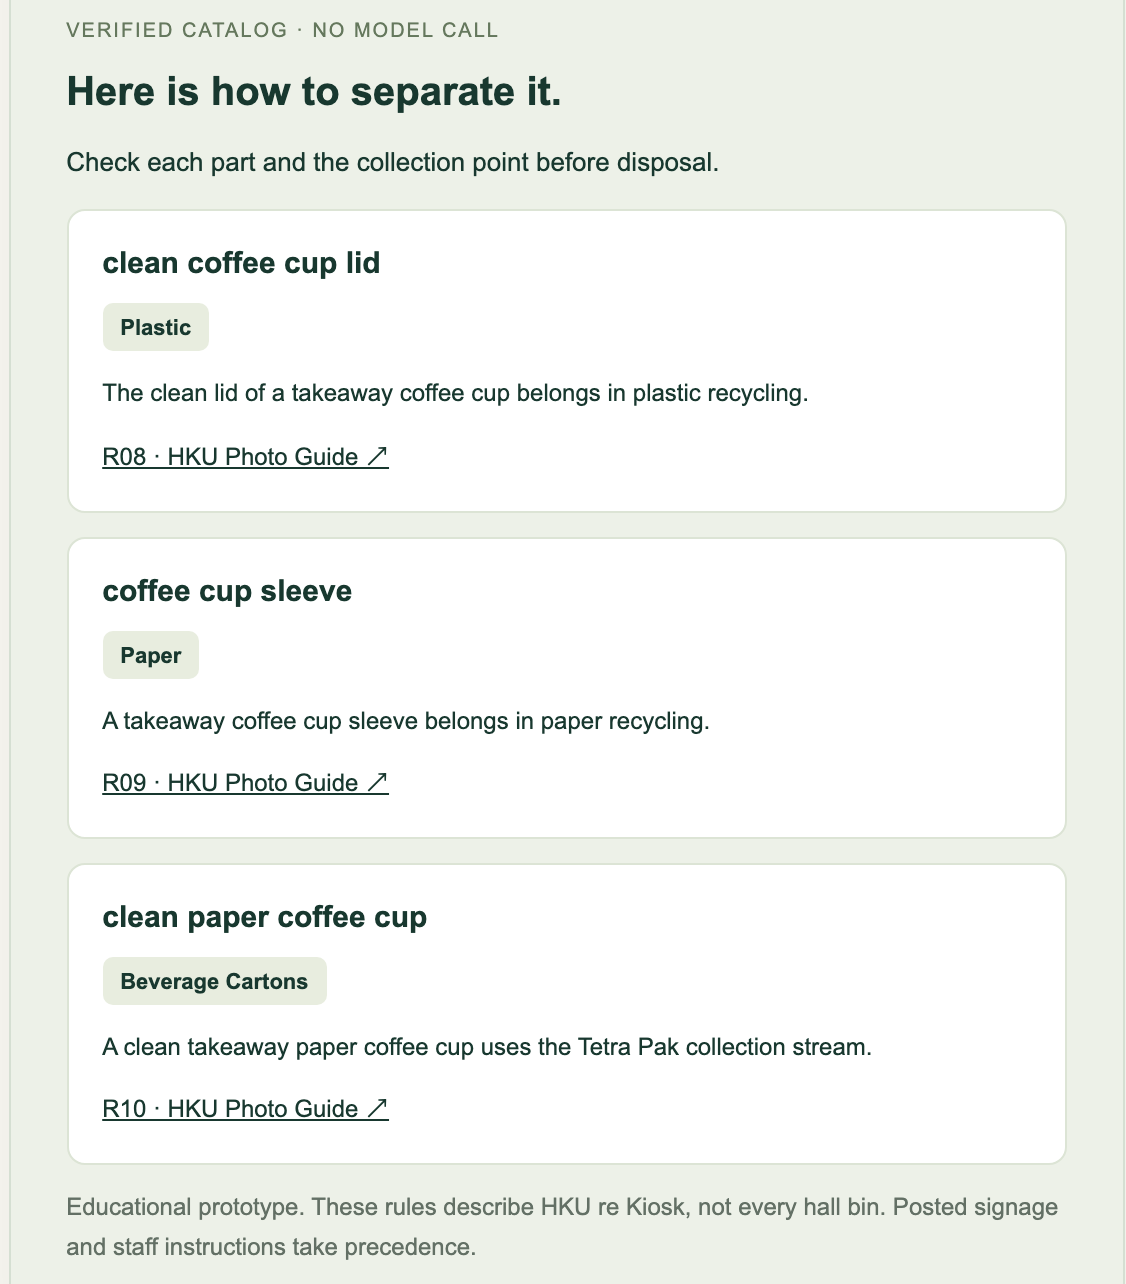 VERIFIED CATALOG · NO MODEL CALL
Here is how to separate it.
Check each part and the collection point before disposal.
clean coffee cup lid
Plastic
The clean lid of a takeaway coffee cup belongs in plastic recycling.
R08 · HKU Photo Guide ↗
coffee cup sleeve
Paper
A takeaway coffee cup sleeve belongs in paper recycling.
R09 · HKU Photo Guide ↗
clean paper coffee cup
Beverage Cartons
A clean takeaway paper coffee cup uses the Tetra Pak collection stream.
R10 · HKU Photo Guide ↗
Educational prototype. These rules describe HKU re Kiosk, not every hall bin. Posted signage
and staff instructions take precedence.